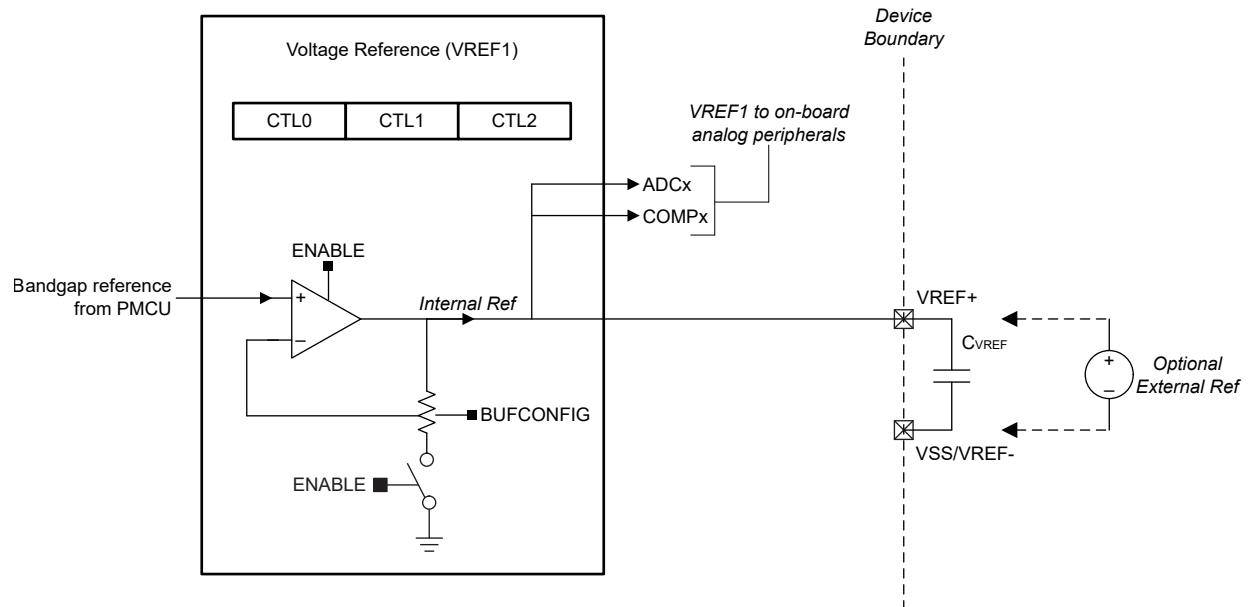 Device
Boundary
Voltage Reference (VREF1)
CTL0 CTL1 CTL2
VREF1 to on-board
analog peripherals
ADCx
COMPx
ENABLE
Bandgap reference
from PMCU
+
–
Internal Ref
VREF+
CVREF
+
–
Optional
External Ref
BUFCONFIG
VSS/VREF-
ENABLE